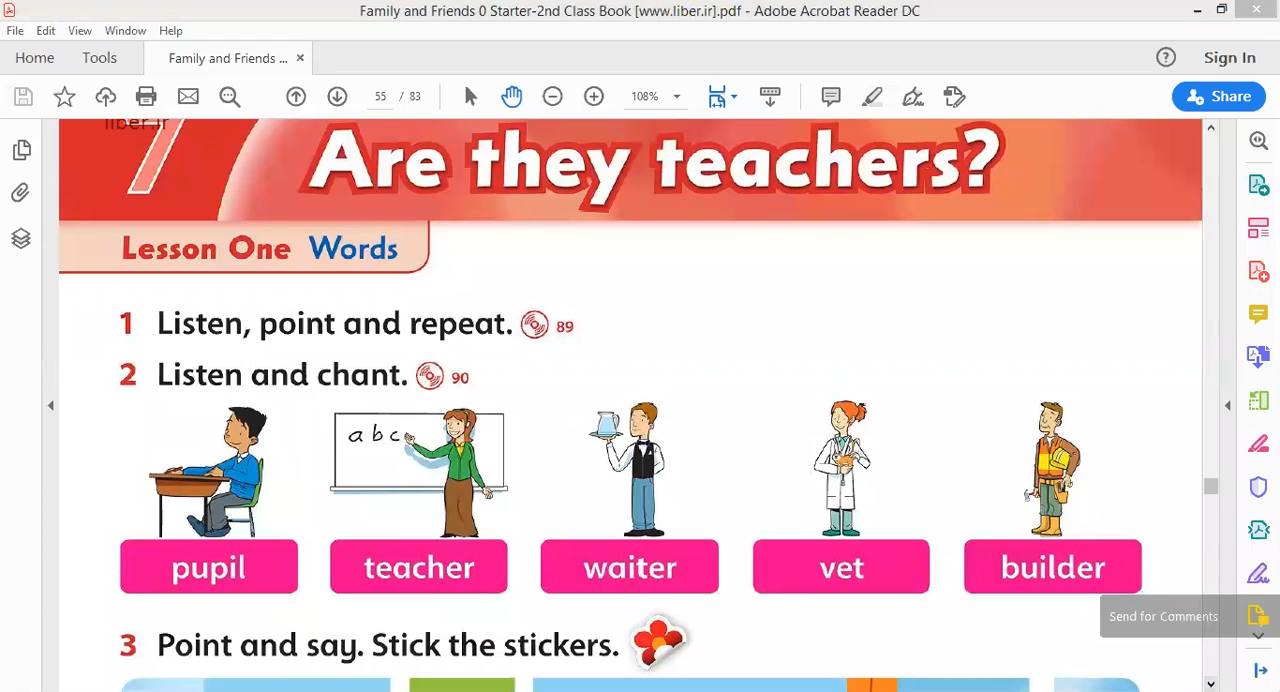 Family and Friends 0 Starter-2nd Class Book [www.liber.ir].pdf - Adobe Acrobat Reader DC
File Edit View Window Help
Home Tools Family and Friends ... × Sign In
55 / 83 108% Share
liber.ir
7 Are they teachers?
Lesson One Words
1 Listen, point and repeat. 89
2 Listen and chant. 90
a b c
pupil teacher waiter vet builder
Send for Comments
3 Point and say. Stick the stickers.